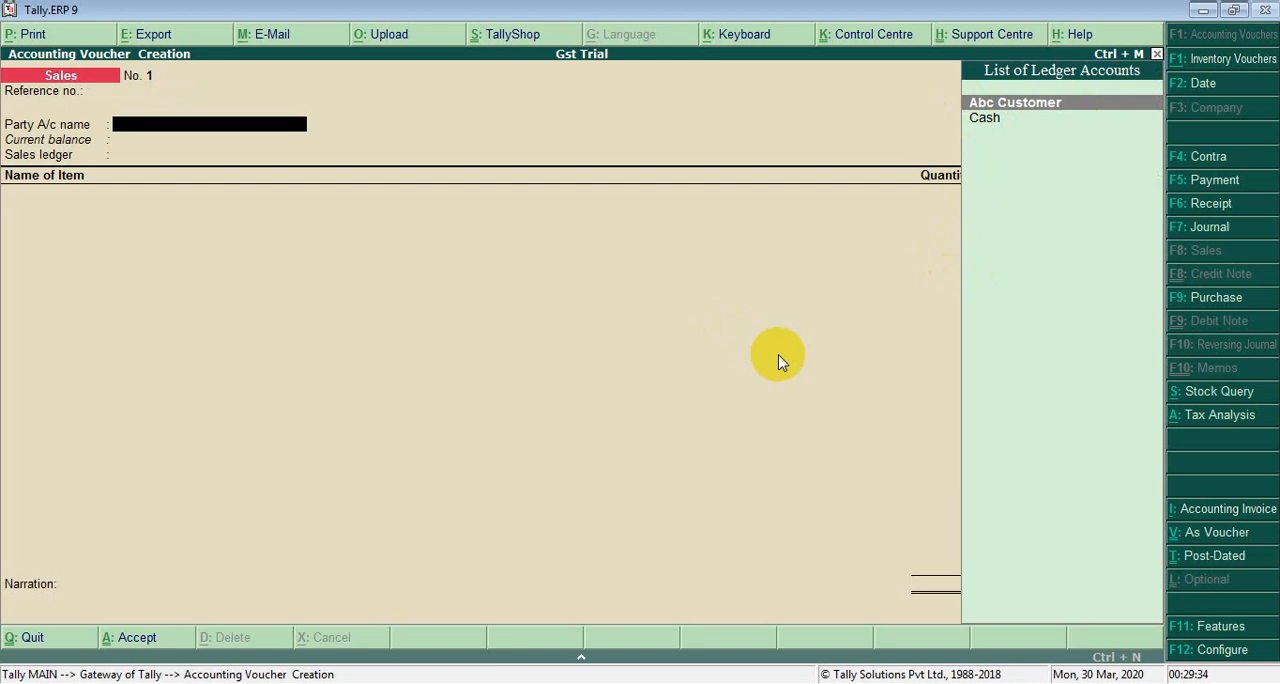 Tally.ERP 9
P: Print
E: Export
M: E-Mail
O: Upload
S: TallyShop
G: Language
K: Keyboard
K: Control Centre
H: Support Centre
H: Help
Accounting Voucher Creation
Gst Trial
Ctrl + M
Sales No. 1
Reference no.:
Party A/c name :
Current balance :
Sales ledger :
Name of Item
Quanti
Narration:
List of Ledger Accounts
Abc Customer
Cash
F1: Accounting Vouchers
F1: Inventory Vouchers
F2: Date
F3: Company
F4: Contra
F5: Payment
F6: Receipt
F7: Journal
F8: Sales
F8: Credit Note
F9: Purchase
F9: Debit Note
F10: Reversing Journal
F10: Memos
S: Stock Query
A: Tax Analysis
I: Accounting Invoice
V: As Voucher
T: Post-Dated
L: Optional
F11: Features
F12: Configure
Q: Quit
A: Accept
D: Delete
X: Cancel
Ctrl + N
Tally MAIN --> Gateway of Tally --> Accounting Voucher Creation
© Tally Solutions Pvt Ltd., 1988-2018
Mon, 30 Mar, 2020
00:29:34